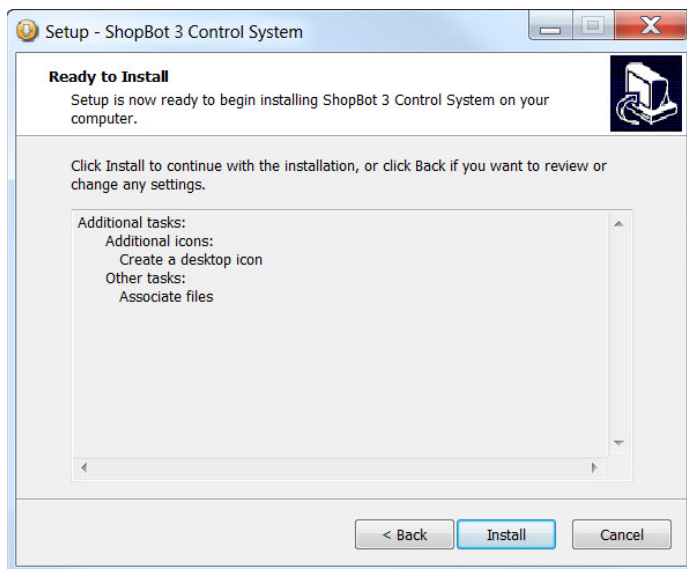 Setup - ShopBot 3 Control System
Ready to Install
Setup is now ready to begin installing ShopBot 3 Control System on your
computer.
Click Install to continue with the installation, or click Back if you want to review or
change any settings.
Additional tasks:
Additional icons:
Create a desktop icon
Other tasks:
Associate files
< Back
Install
Cancel